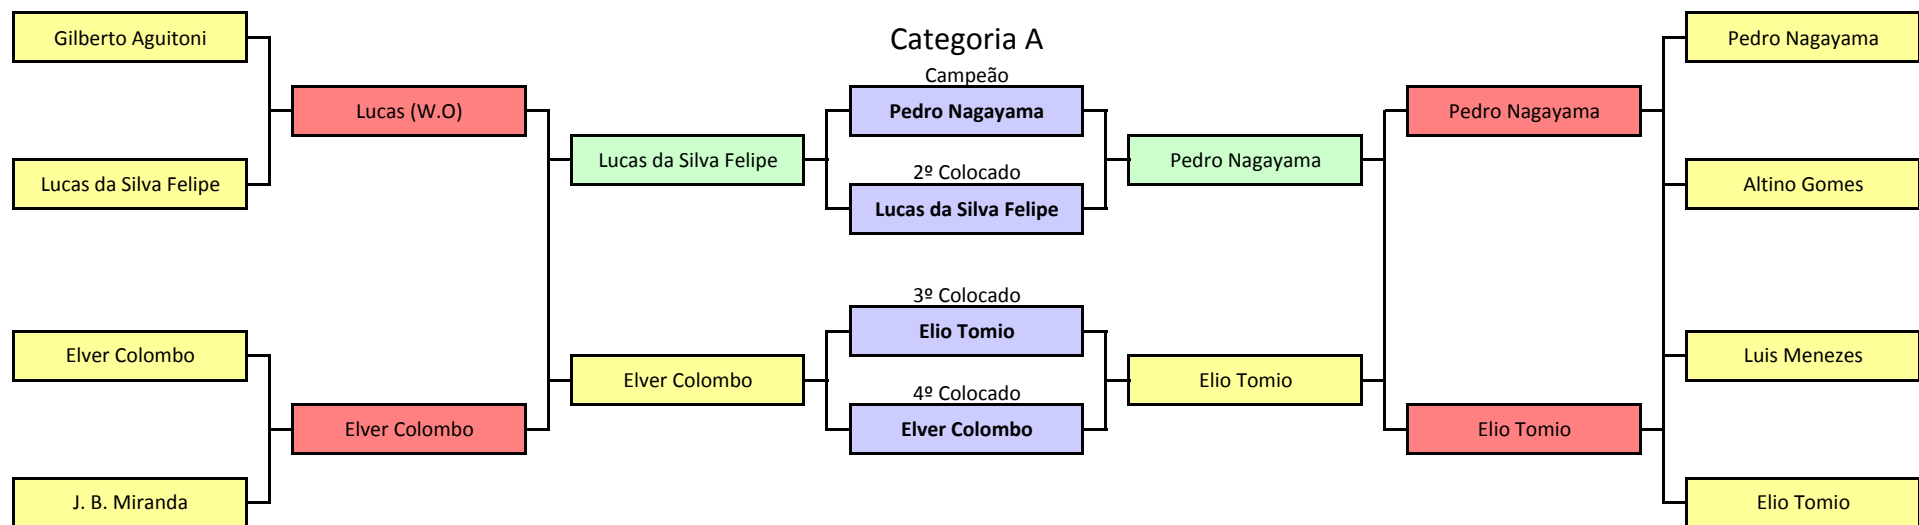 Categoria A
Gilberto Aguitoni
Pedro Nagayama
Campeão
Lucas (W.O)
Pedro Nagayama
Pedro Nagayama
Lucas da Silva Felipe
Pedro Nagayama
2º Colocado
Lucas da Silva Felipe
Altino Gomes
Lucas da Silva Felipe
3º Colocado
Elio Tomio
Elver Colombo
Luis Menezes
Elver Colombo
Elio Tomio
4º Colocado
Elver Colombo
Elver Colombo
Elio Tomio
J. B. Miranda
Elio Tomio